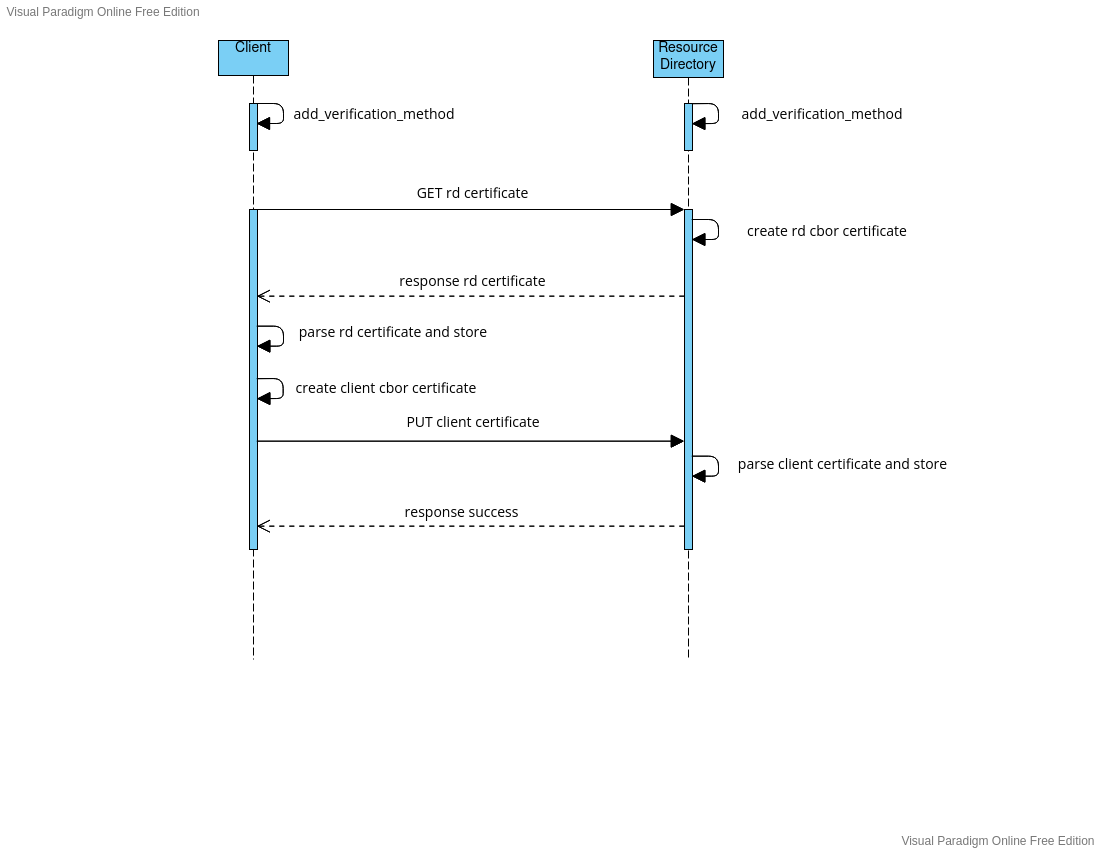 Visual Paradigm Online Free Edition
Client
Resource
Directory
add_verification_method
add_verification_method
GET rd certificate
create rd cbor certificate
response rd certificate
parse rd certificate and store
create client cbor certificate
PUT client certificate
parse client certificate and store
response success
Visual Paradigm Online Free Edition